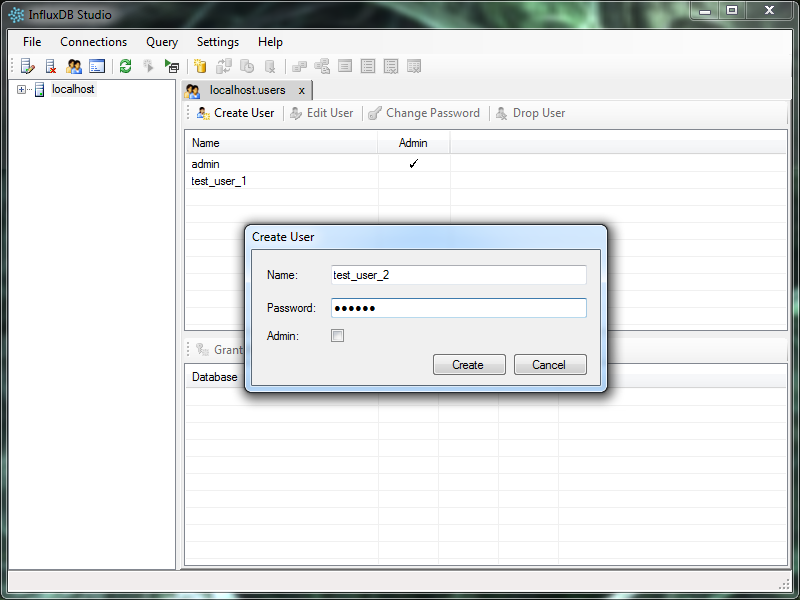 InfluxDB Studio
File Connections Query Settings Help
localhost
localhost.users x
Create User Edit User Change Password Drop User
Name Admin
admin ✓
test_user_1
Create User
Name: test_user_2
Password: ●●●●●●
Admin:
Create Cancel
Grant
Database